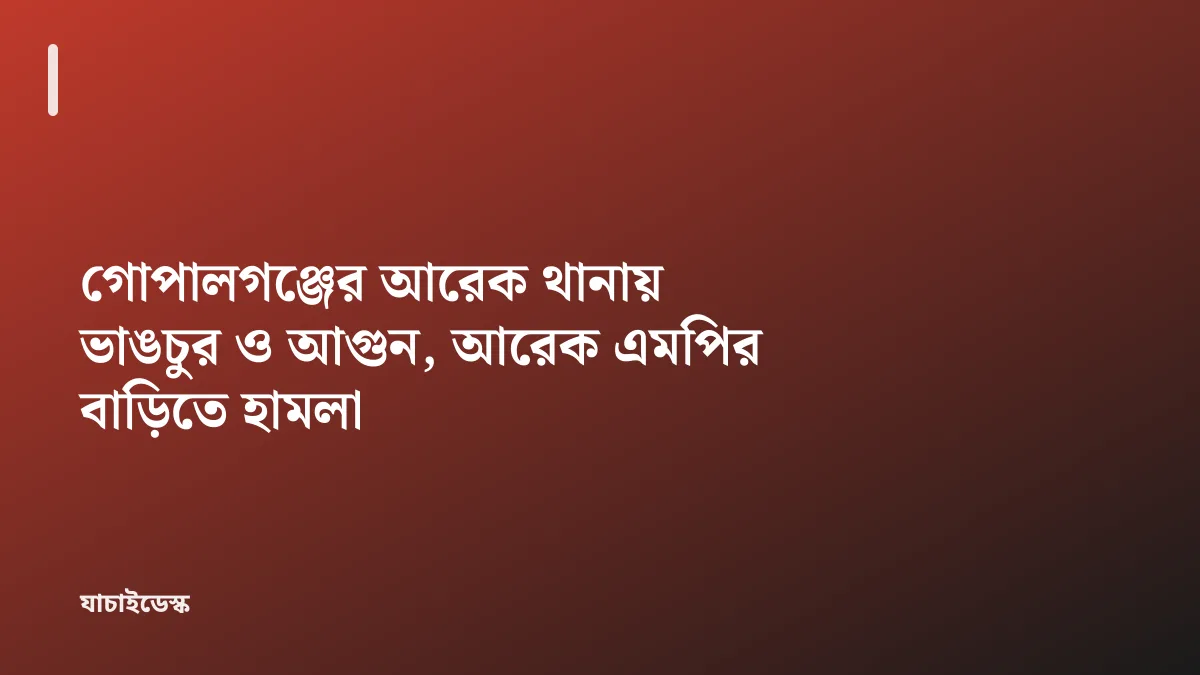 গোপালগঞ্জের আরেক থানায়
ভাঙচুর ও আগুন, আরেক এমপির
বাড়িতে হামলা
যাচাইডেস্ক